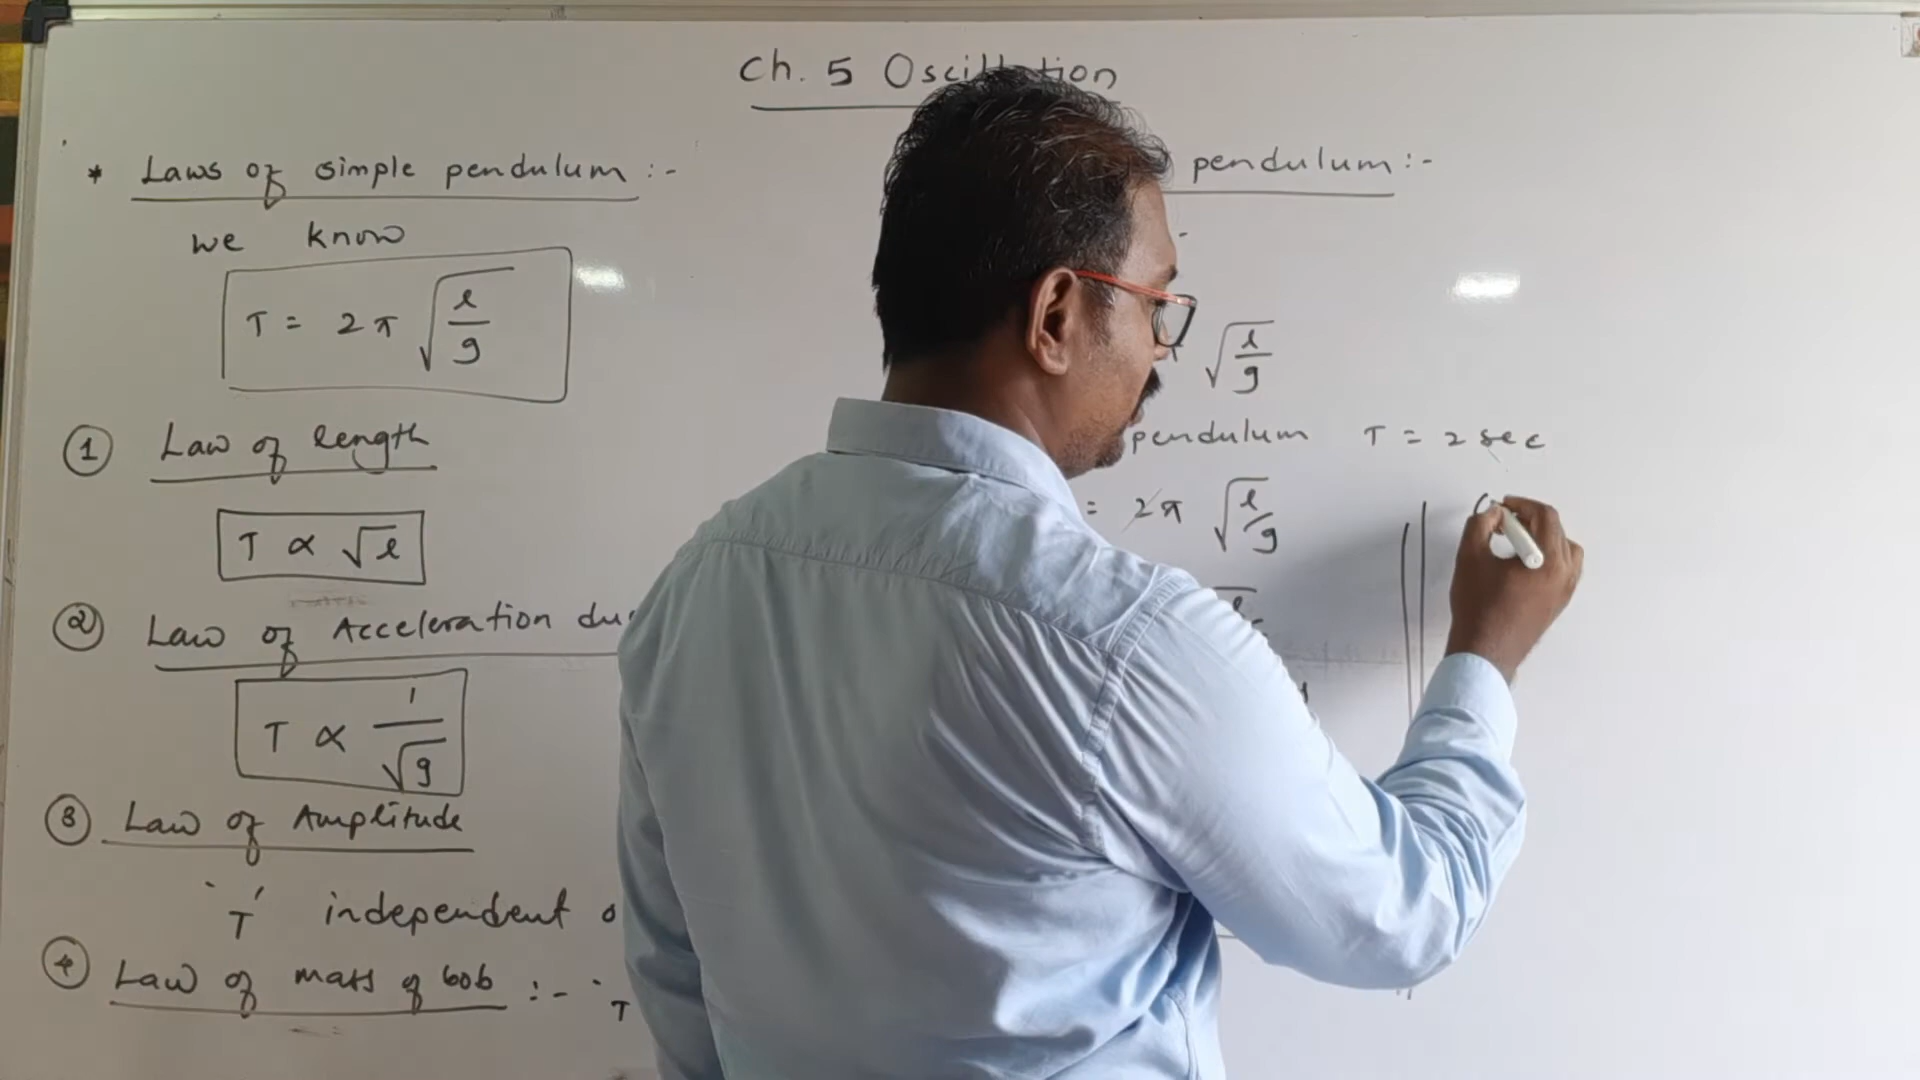 Ch. 5 Oscillation
* Laws of simple pendulum :-
we know
T = 2π √(l/g)
① Law of length
T ∝ √l
② Law of Acceleration du
T ∝ 1/√g
③ Law of Amplitude
'T' independent o
④ Law of mass of bob :- 'T
pendulum :-
√(l/g)
pendulum T = 2 sec
= 2π √(l/g)